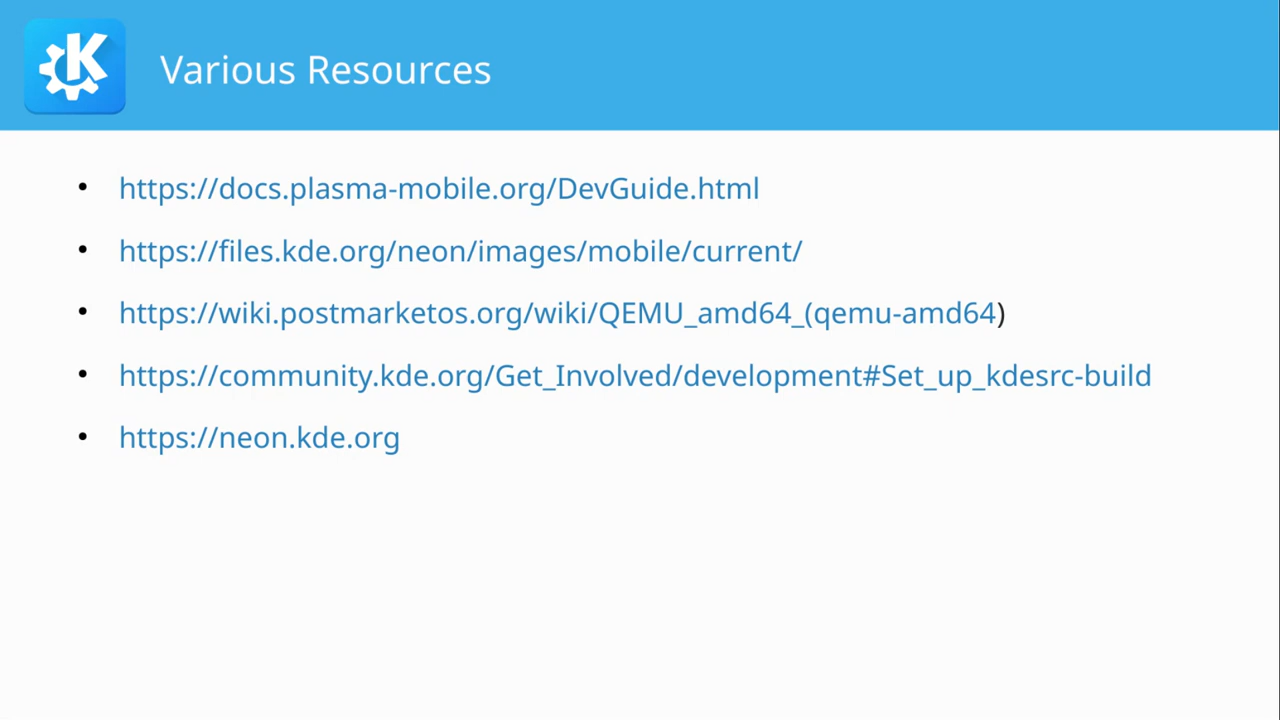 Various Resources
• https://docs.plasma-mobile.org/DevGuide.html
• https://files.kde.org/neon/images/mobile/current/
• https://wiki.postmarketos.org/wiki/QEMU_amd64_(qemu-amd64)
• https://community.kde.org/Get_Involved/development#Set_up_kdesrc-build
• https://neon.kde.org